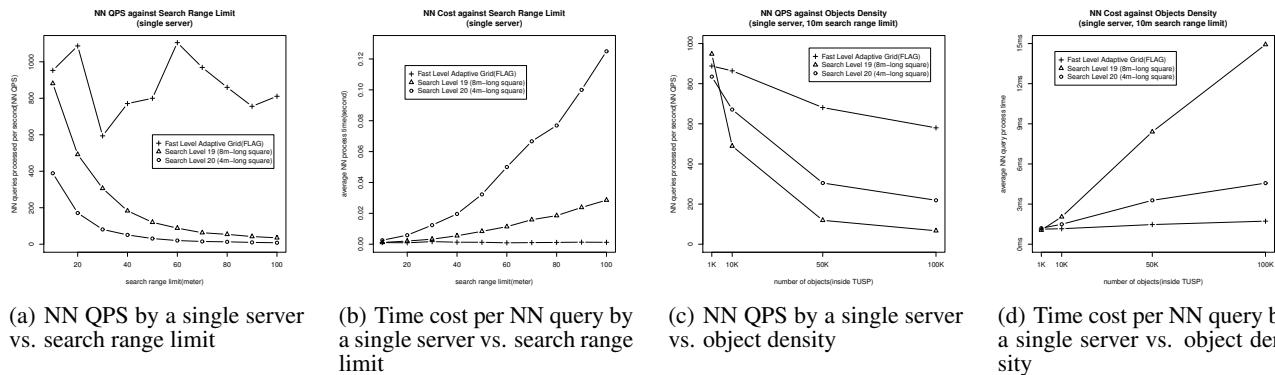 NN QPS against Search Range Limit
(single server)
NN queries processed per second(NN QPS)
0
200
400
600
800
1000
20
40
60
80
100
search range limit(meter)
Fast Level Adaptive Grid(FLAG)
Search Level 19 (8m-long square)
Search Level 20 (4m-long square)
(a) NN QPS by a single server
vs. search range limit
NN Cost against Search Range Limit
(single server)
average NN process time(second)
0.00
0.02
0.04
0.06
0.08
0.10
0.12
20
40
60
80
100
search range limit(meter)
Fast Level Adaptive Grid(FLAG)
Search Level 19 (8m-long square)
Search Level 20 (4m-long square)
(b) Time cost per NN query by
a single server vs. search range
limit
NN QPS against Objects Density
(single server, 10m search range limit)
NN queries processed per second(NN QPS)
0
200
400
600
800
1000
1K
10K
50K
100K
number of objects(inside TUSP)
Fast Level Adaptive Grid(FLAG)
Search Level 19 (8m-long square)
Search Level 20 (4m-long square)
(c) NN QPS by a single server
vs. object density
NN Cost against Objects Density
(single server, 10m search range limit)
average NN query process time
0ms
3ms
6ms
9ms
12ms
15ms
1K
10K
50K
100K
number of objects(inside TUSP)
Fast Level Adaptive Grid(FLAG)
Search Level 19 (8m-long square)
Search Level 20 (4m-long square)
(d) Time cost per NN query b
a single server vs. object den
sity